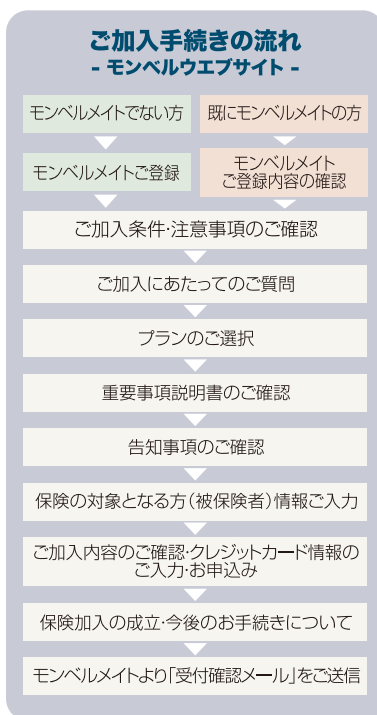 ご加入手続きの流れ
- モンベルウエブサイト -
モンベルメイトでない方
既にモンベルメイトの方
モンベルメイトご登録
モンベルメイト
ご登録内容の確認
ご加入条件・注意事項のご確認
ご加入にあたってのご質問
プランのご選択
重要事項説明書のご確認
告知事項のご確認
保険の対象となる方（被保険者）情報ご入力
ご加入内容のご確認・クレジットカード情報の
ご入力・お申込み
保険加入の成立・今後のお手続きについて
モンベルメイトより「受付確認メール」をご送信